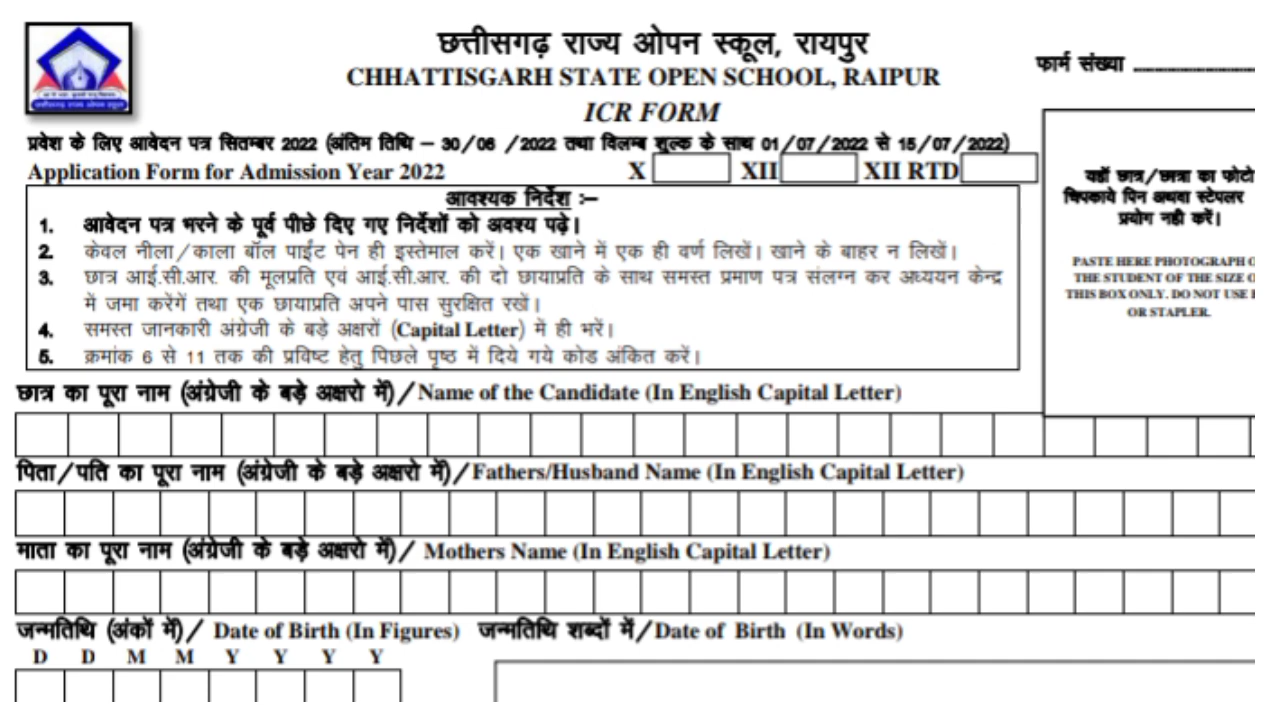 छत्तीसगढ़ राज्य ओपन स्कूल, रायपुर
CHHATTISGARH STATE OPEN SCHOOL, RAIPUR
फार्म संख्या
ICR FORM
प्रवेश के लिए आवेदन पत्र सितम्बर 2022 (अंतिम तिथि – 30/06 /2022 तथा विलम्ब शुल्क के साथ 01/07/2022 से 15/07/2022)
Application Form for Admission Year 2022 X XII XII RTD
आवश्यक निर्देश :–
1. आवेदन पत्र भरने के पूर्व पीछे दिए गए निर्देशों को अवश्य पढ़े।
2. केवल नीला/काला बॉल पाईंट पेन ही इस्तेमाल करें। एक खाने में एक ही वर्ण लिखें। खाने के बाहर न लिखें।
3. छात्र आई.सी.आर. की मूलप्रति एवं आई.सी.आर. की दो छायाप्रति के साथ समस्त प्रमाण पत्र संलग्न कर अध्ययन केन्द्र
में जमा करेंगें तथा एक छायाप्रति अपने पास सुरक्षित रखें।
4. समस्त जानकारी अंग्रेजी के बड़े अक्षरों (Capital Letter) में ही भरें।
5. क्रमांक 6 से 11 तक की प्रविष्ट हेतु पिछले पृष्ठ में दिये गये कोड अंकित करें।
यहाँ छात्र/छात्रा का फोटो
चिपकाये पिन अथवा स्टेपलर
प्रयोग नही करें।
PASTE HERE PHOTOGRAPH O
THE STUDENT OF THE SIZE O
THIS BOX ONLY. DO NOT USE
OR STAPLER.
छात्र का पूरा नाम (अंग्रेजी के बड़े अक्षरो में)/Name of the Candidate (In English Capital Letter)
पिता/पति का पूरा नाम (अंग्रेजी के बड़े अक्षरो में)/Fathers/Husband Name (In English Capital Letter)
माता का पूरा नाम (अंग्रेजी के बड़े अक्षरो में)/ Mothers Name (In English Capital Letter)
जन्मतिथि (अंकों में)/ Date of Birth (In Figures) जन्मतिथि शब्दों में/Date of Birth (In Words)
D D M M Y Y Y Y